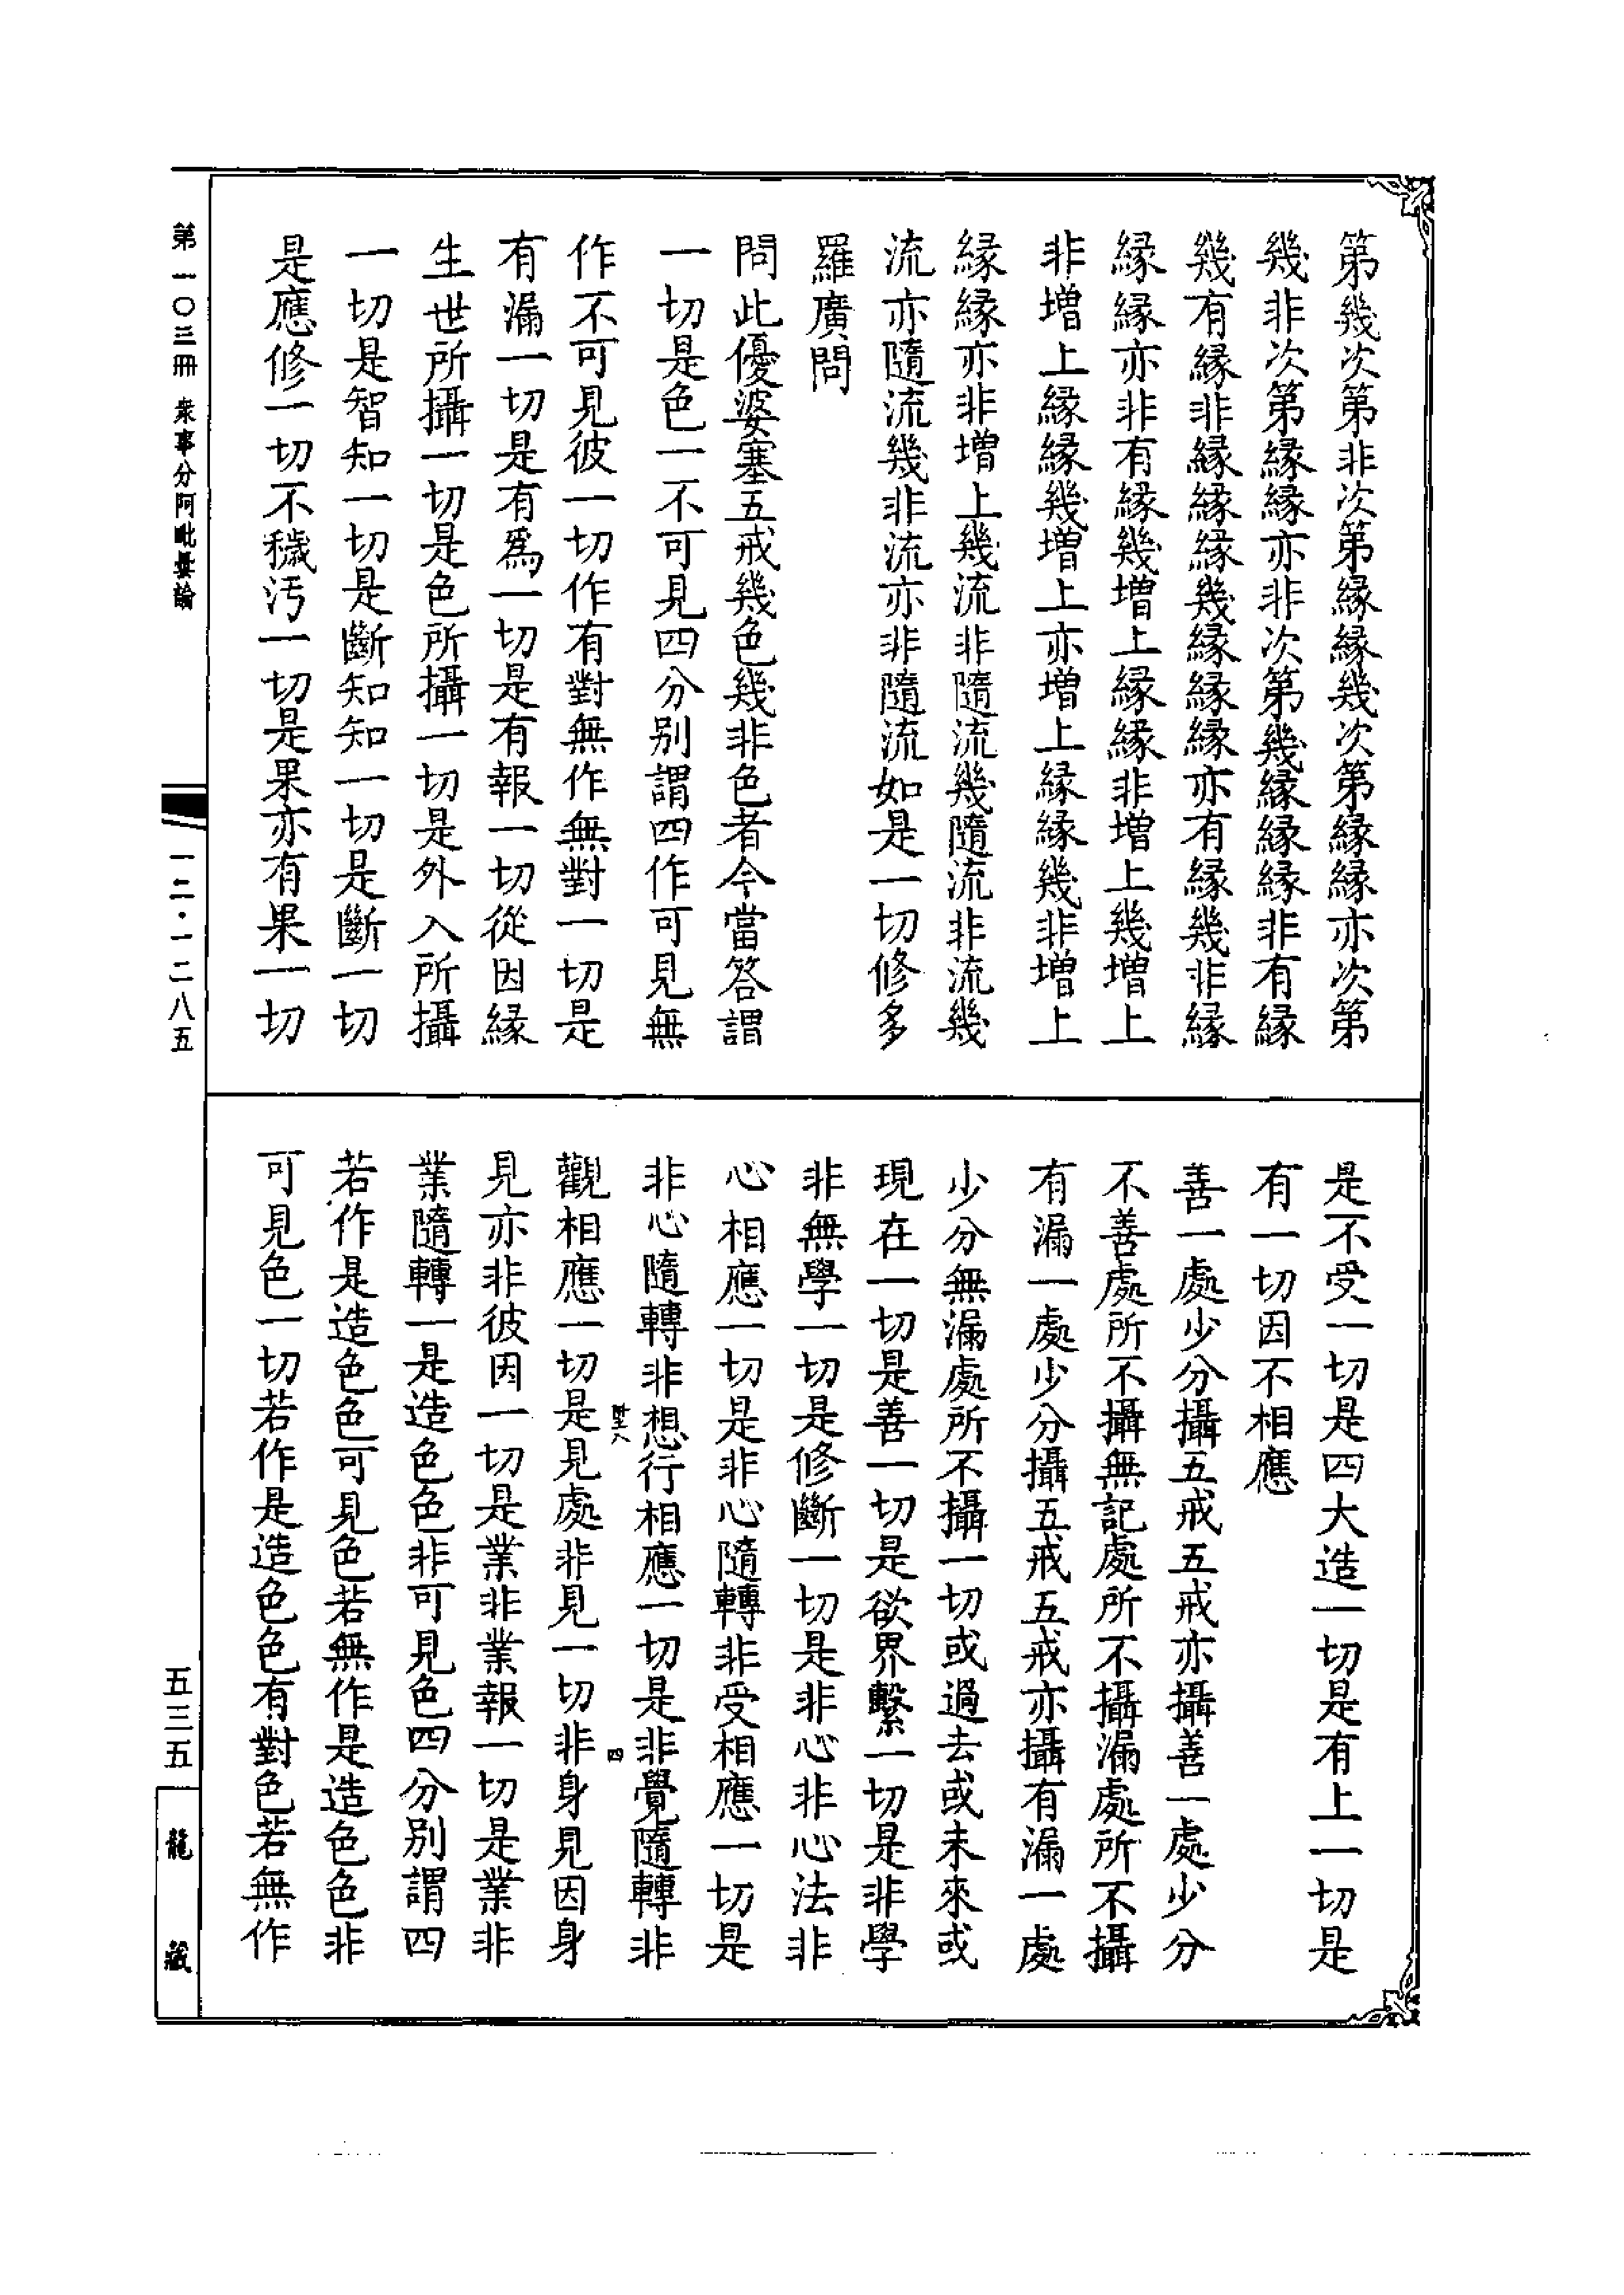 第幾次第非次第緣緣幾次第緣緣亦次第
幾非次第緣緣亦非次第幾緣緣緣非有緣
幾有緣非緣緣緣幾緣緣緣亦有緣幾非緣
緣緣亦非有緣幾增上緣緣非增上幾增上
非增上緣緣幾增上亦增上緣緣幾非增上
緣緣亦非增上幾流非隨流幾隨流非流幾
流亦隨流幾非流亦非隨流如是一切修多
羅廣問
問此優婆塞五戒幾色幾非色者今當答謂
一切是色一不可見四分別謂四作可見無
作不可見彼一切作有對無作無對一切是
有漏一切是有為一切是有報一切從因緣
生世所攝一切是色所攝一切是外入所攝
一切是智知一切是斷知知一切是斷一切
是應修一切不穢污一切是果亦有果一切
是不受一切是四大造一切是有上一切是
有一切因不相應
善一處少分攝五戒五戒亦攝善一處少分
不善處所不攝無記處所不攝漏處所不攝
有漏一處少分攝五戒五戒亦攝有漏一處
少分無漏處所不攝一切或過去或未來或
現在一切是善一切是欲界繫一切是非學
非無學一切是修斷一切是非心非心法非
心相應一切是非心隨轉非受相應一切是
非心隨轉非想行相應一切是非覺隨轉非
四
觀相應一切是見處非見一切非身見因身
見亦非彼因一切是業非業報一切是業非
業隨轉一是造色色非可見色四分別謂四
若作是造色色可見色若無作是造色色非
可見色一切若作是造色色有對色若無作
第一〇三冊 衆事分阿毗曇論
一二·一二八五
五三五
龍藏